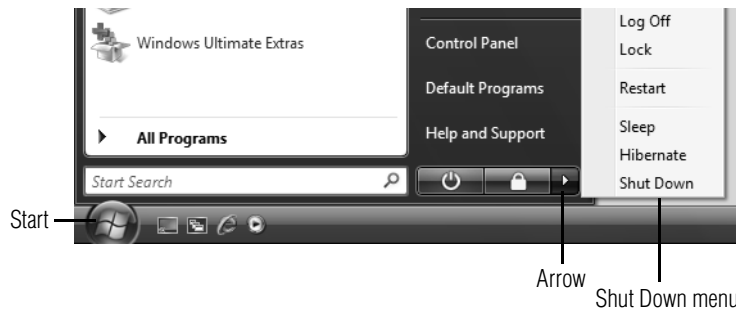 Windows Ultimate Extras
All Programs
Start Search
Control Panel
Default Programs
Help and Support
Log Off
Lock
Restart
Sleep
Hibernate
Shut Down
Start
Arrow
Shut Down menu